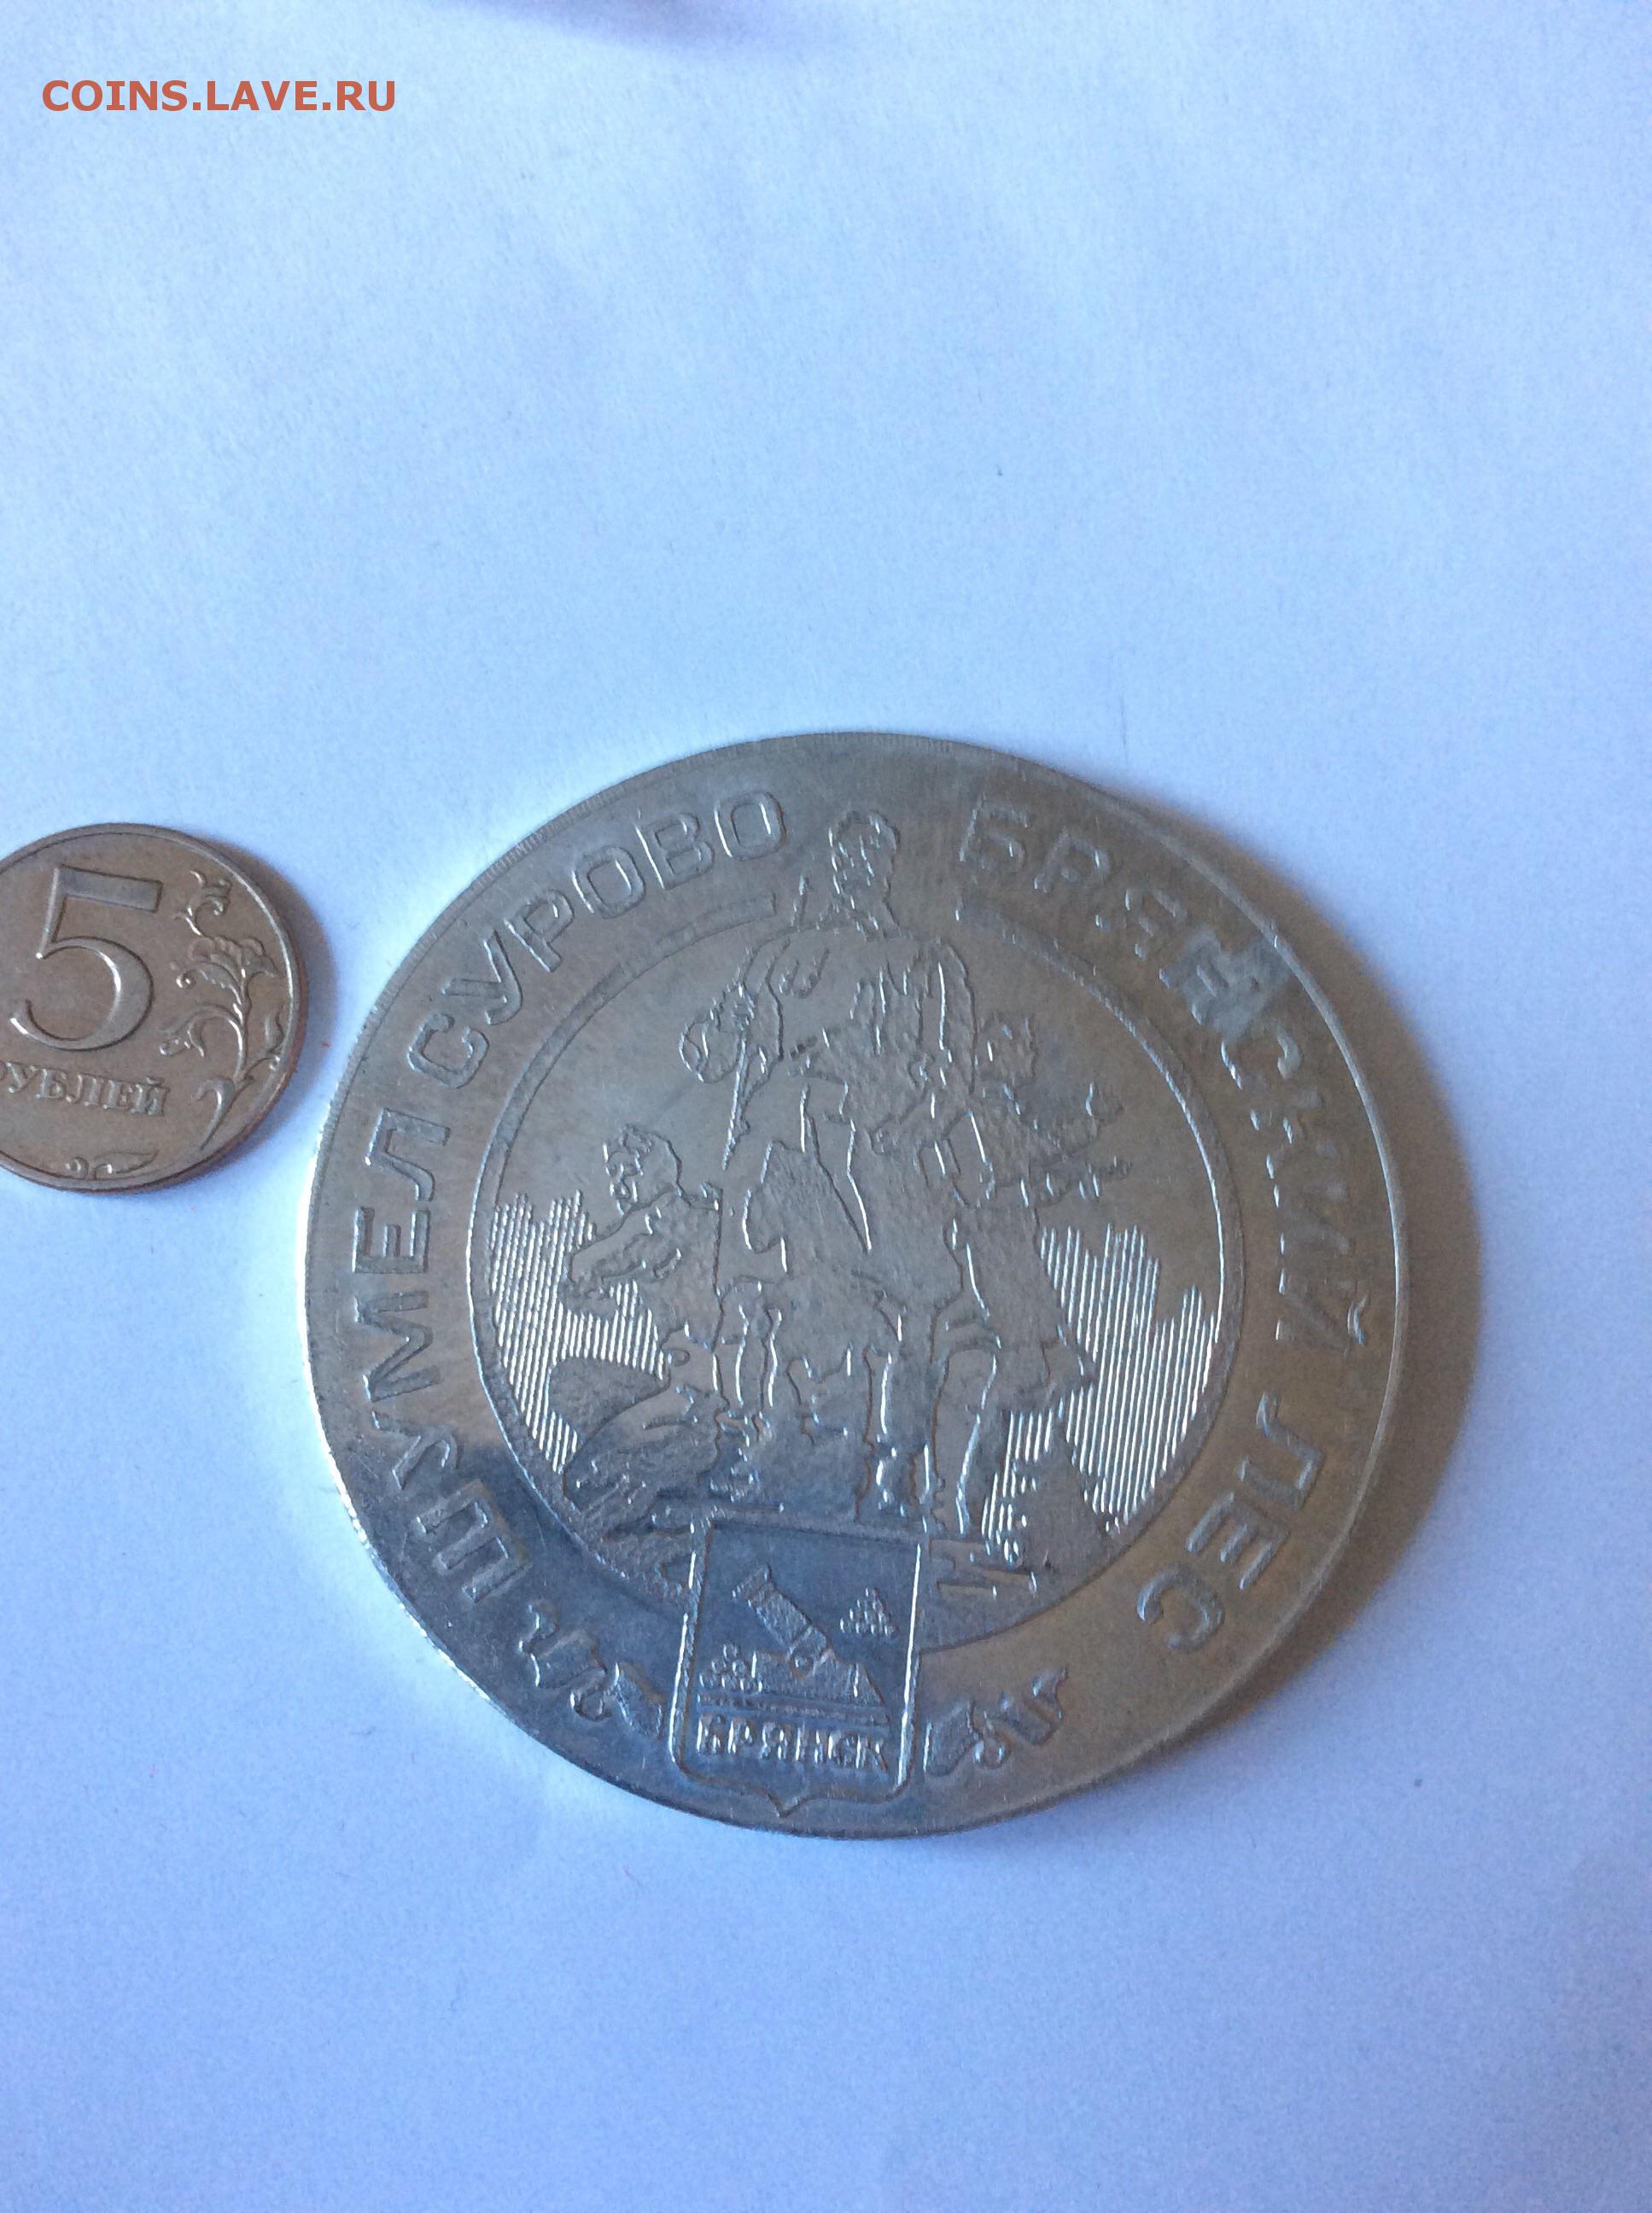 COINS.LAVE.RU
5
РУБЛЕЙ
ШУМЕЛ СУРОВО БРЯНСКИЙ ЛЕС
БРЯНСК